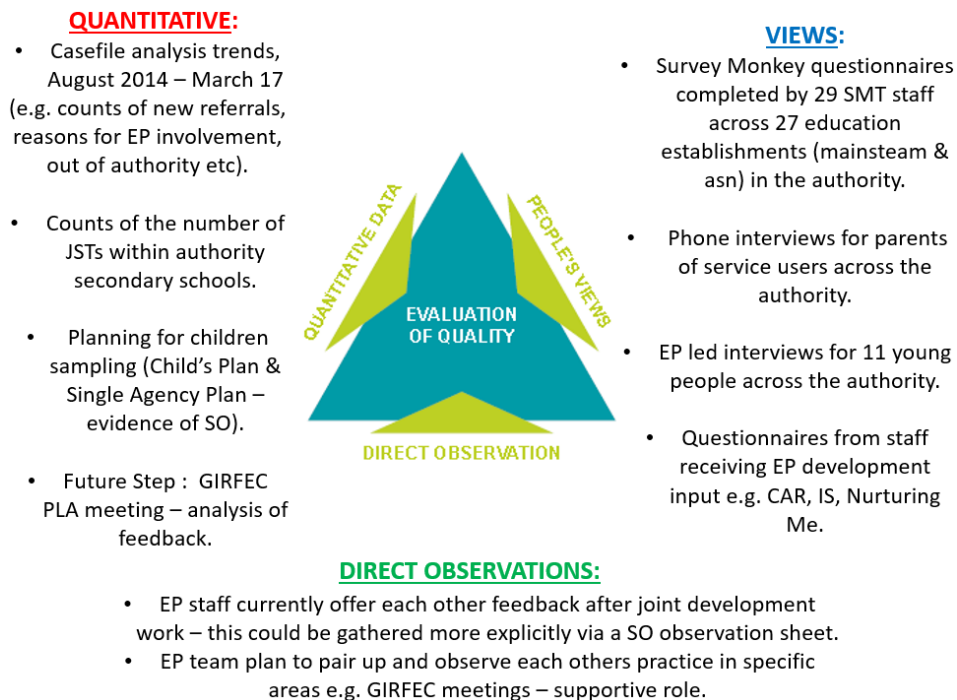 QUANTITATIVE:
• Casefile analysis trends,
August 2014 – March 17
(e.g. counts of new referrals,
reasons for EP involvement,
out of authority etc).
• Counts of the number of
JSTs within authority
secondary schools.
• Planning for children
sampling (Child's Plan &
Single Agency Plan –
evidence of SO).
• Future Step : GIRFEC
PLA meeting – analysis of
feedback.
QUANTITATIVE DATA
PEOPLE'S VIEWS
EVALUATION
OF QUALITY
DIRECT OBSERVATION
VIEWS:
• Survey Monkey questionnaires
completed by 29 SMT staff
across 27 education
establishments (mainsteam &
asn) in the authority.
• Phone interviews for parents
of service users across the
authority.
• EP led interviews for 11 young
people across the authority.
• Questionnaires from staff
receiving EP development
input e.g. CAR, IS, Nurturing
Me.
DIRECT OBSERVATIONS:
• EP staff currently offer each other feedback after joint development
work – this could be gathered more explicitly via a SO observation sheet.
• EP team plan to pair up and observe each others practice in specific
areas e.g. GIRFEC meetings – supportive role.